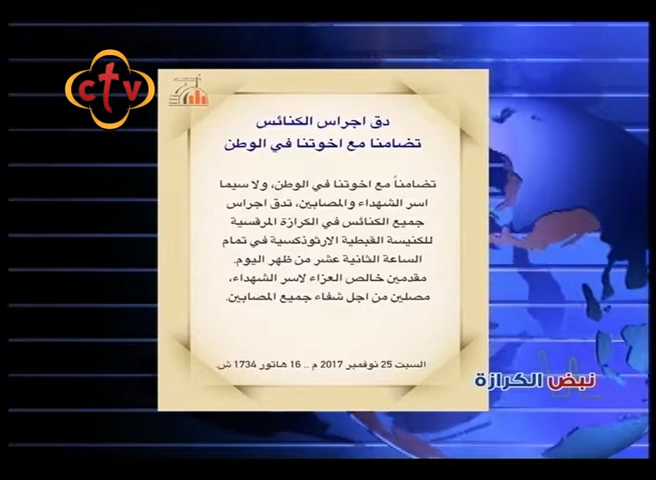 ctv
دق اجراس الكنائس
تضامنا مع اخوتنا في الوطن
تضامناً مع اخوتنا في الوطن، ولا سيما
اسر الشهداء والمصابين، تدق اجراس
جميع الكنائس في الكرازة المرقسية
للكنيسة القبطية الارثوذكسية في تمام
الساعة الثانية عشر من ظهر اليوم.
مقدمين خالص العزاء لاسر الشهداء،
مصلين من اجل شفاء جميع المصابين.
السبت 25 نوفمبر 2017 م .. 16 هاتور 1734 ش.
نبض الكرازة